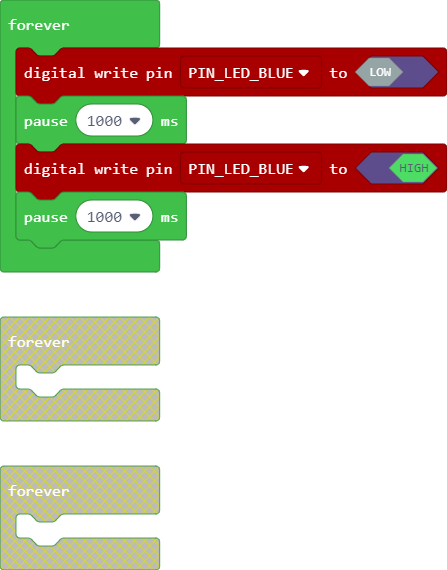 forever
digital write pin PIN_LED_BLUE to LOW
pause 1000 ms
digital write pin PIN_LED_BLUE to HIGH
pause 1000 ms
forever
forever